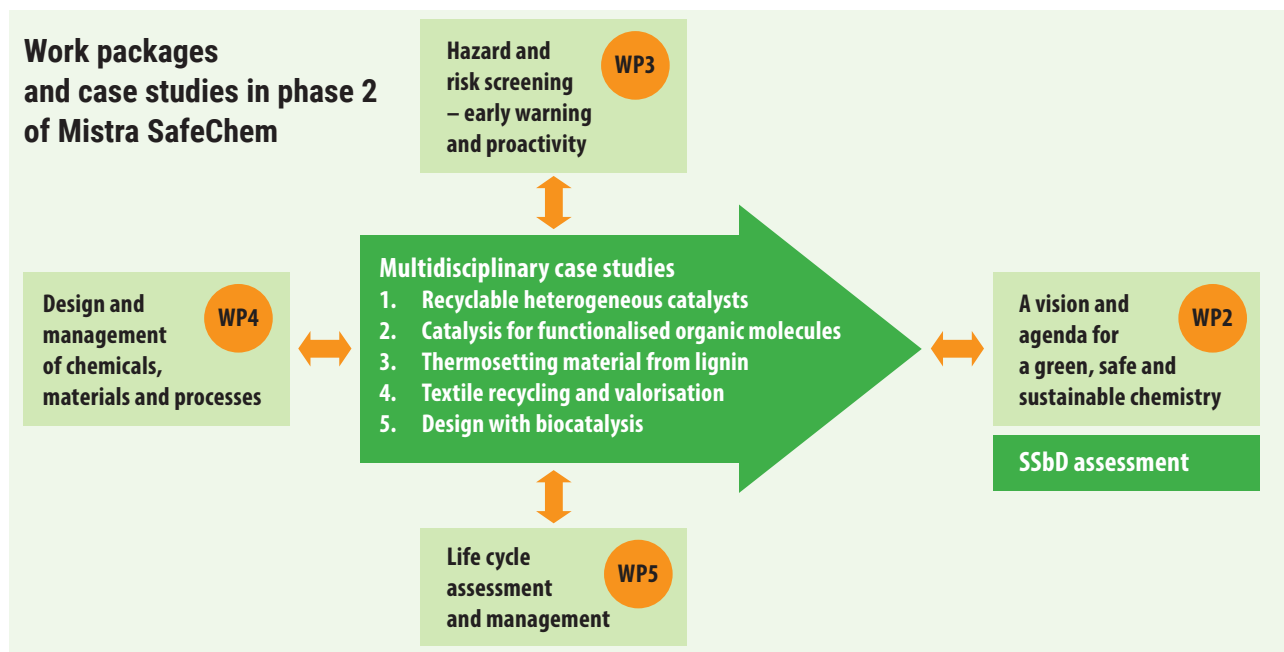 Work packages
and case studies in phase 2
of Mistra SafeChem
Hazard and
risk screening
– early warning
and proactivity
WP3
Design and
management
of chemicals,
materials and processes
WP4
Multidisciplinary case studies
1. Recyclable heterogeneous catalysts
2. Catalysis for functionalised organic molecules
3. Thermosetting material from lignin
4. Textile recycling and valorisation
5. Design with biocatalysis
A vision and
agenda for
a green, safe and
sustainable chemistry
WP2
SSbD assessment
Life cycle
assessment
and management
WP5